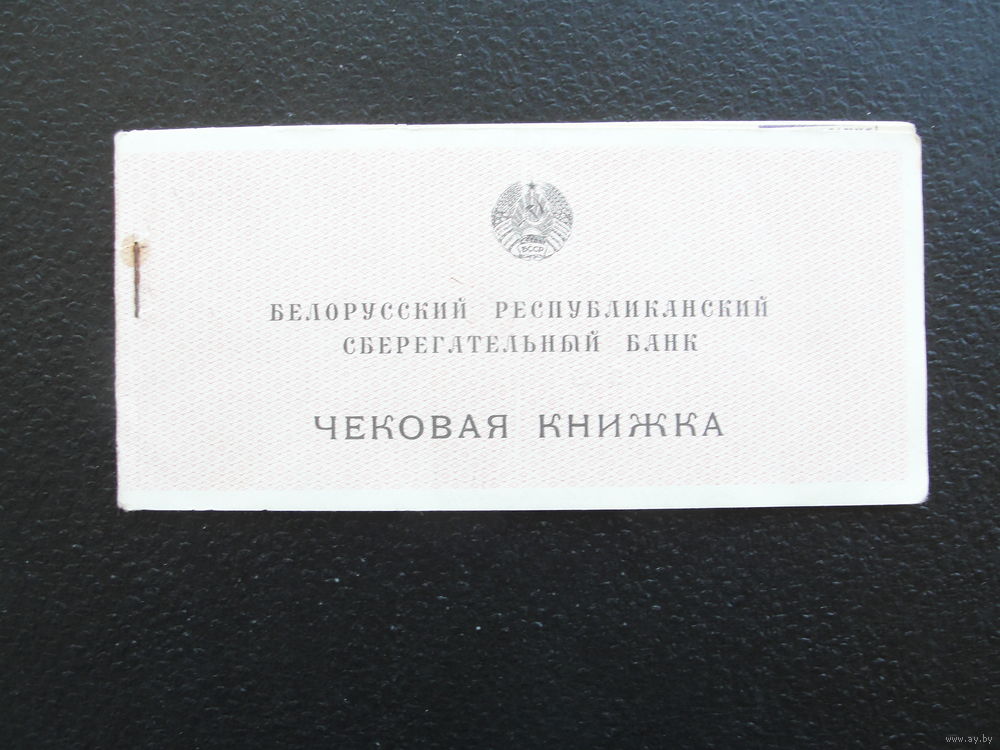 БССР
БЕЛОРУССКИЙ РЕСПУБЛИКАНСКИЙ
СБЕРЕГАТЕЛЬНЫЙ БАНК
ЧЕКОВАЯ КНИЖКА
www.ay.by